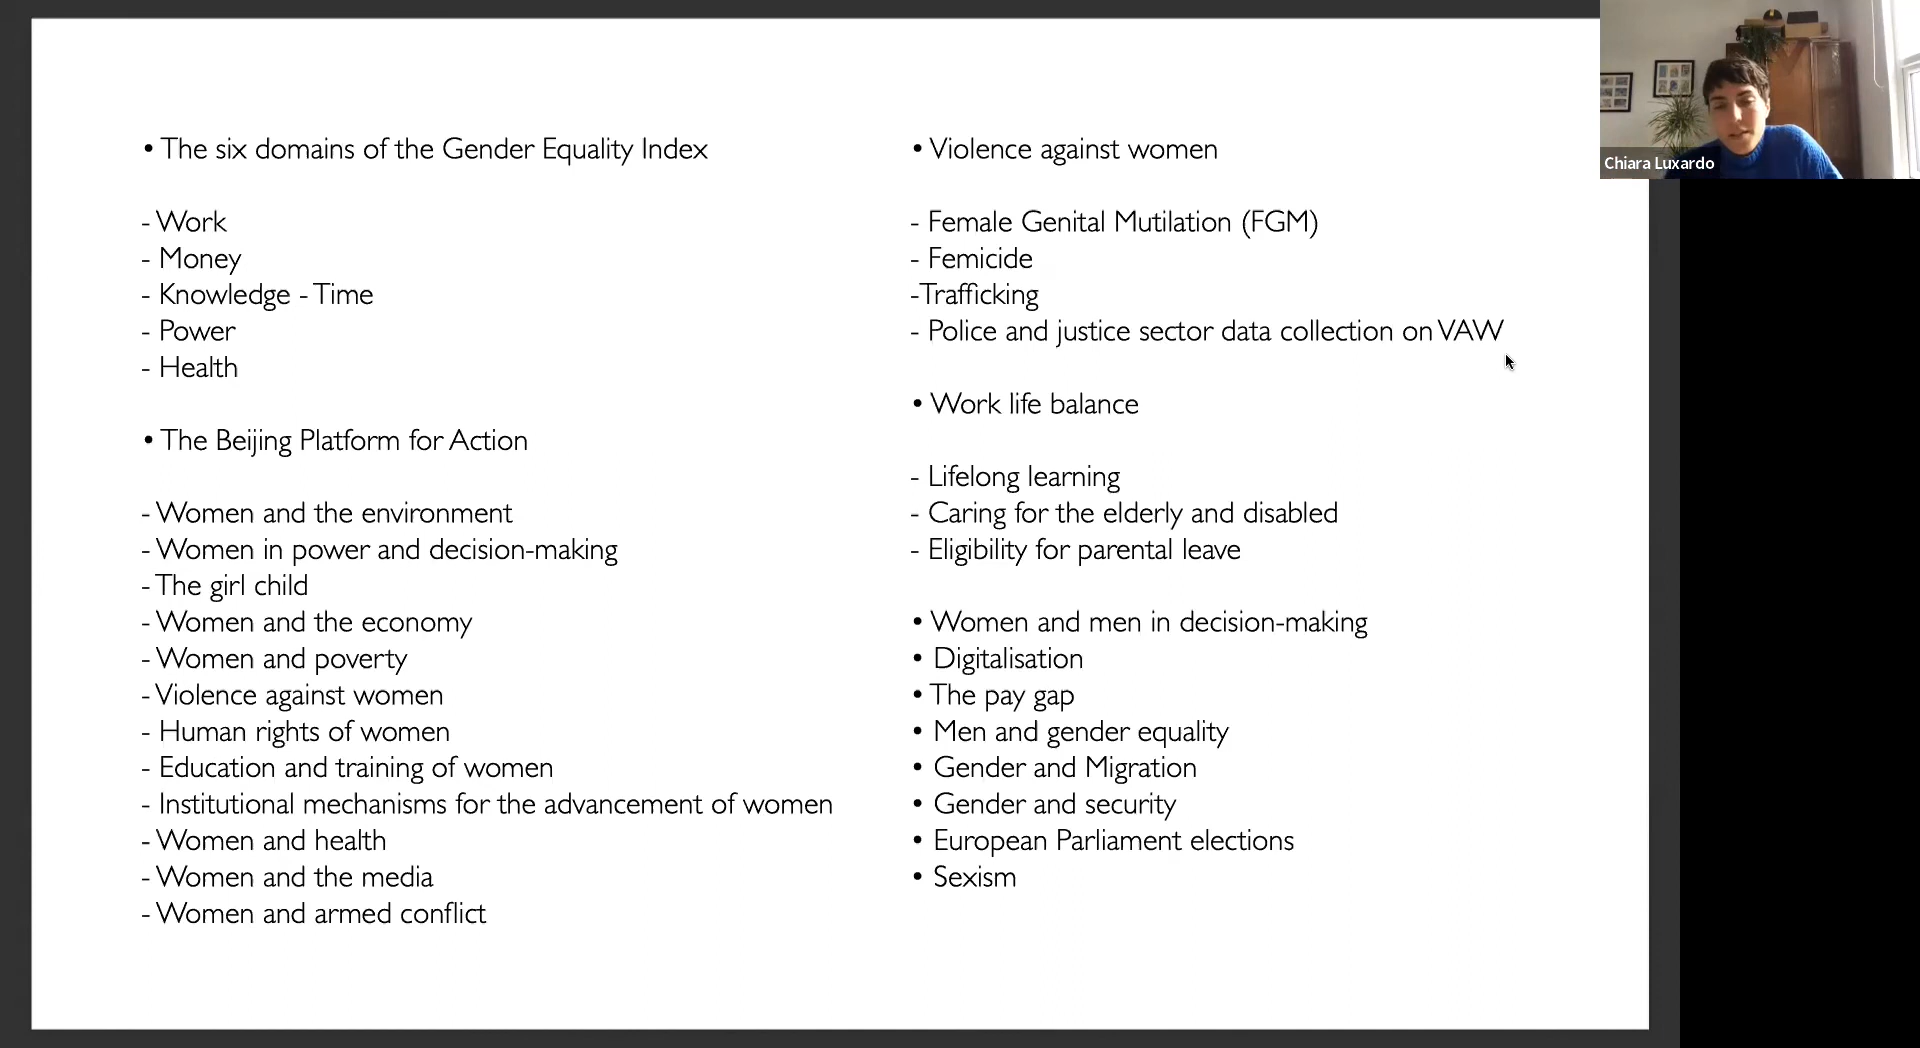 • The six domains of the Gender Equality Index
- Work
- Money
- Knowledge - Time
- Power
- Health
• The Beijing Platform for Action
- Women and the environment
- Women in power and decision-making
- The girl child
- Women and the economy
- Women and poverty
- Violence against women
- Human rights of women
- Education and training of women
- Institutional mechanisms for the advancement of women
- Women and health
- Women and the media
- Women and armed conflict
• Violence against women
- Female Genital Mutilation (FGM)
- Femicide
-Trafficking
- Police and justice sector data collection on VAW
• Work life balance
- Lifelong learning
- Caring for the elderly and disabled
- Eligibility for parental leave
• Women and men in decision-making
• Digitalisation
• The pay gap
• Men and gender equality
• Gender and Migration
• Gender and security
• European Parliament elections
• Sexism
Chiara Luxardo